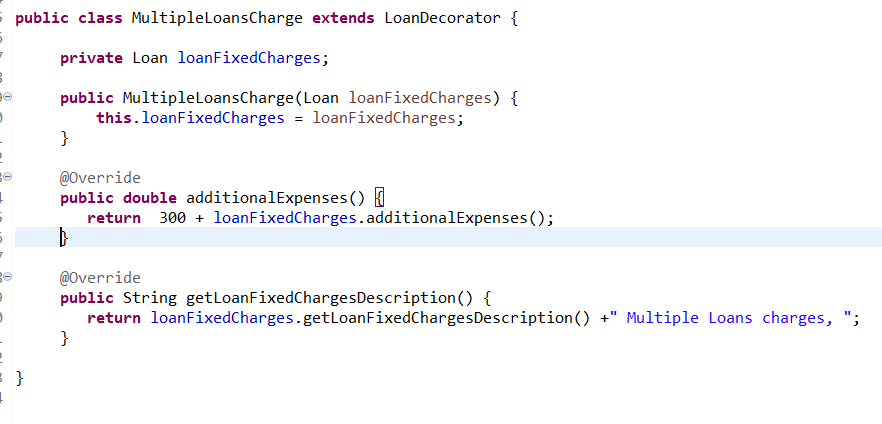 public class MultipleLoansCharge extends LoanDecorator {
private Loan loanFixedCharges;
public MultipleLoansCharge(Loan loanFixedCharges) {
this.loanFixedCharges = loanFixedCharges;
}
@Override
public double additionalExpenses() {
return  300 + loanFixedCharges.additionalExpenses();
}
@Override
public String getLoanFixedChargesDescription() {
return loanFixedCharges.getLoanFixedChargesDescription() +" Multiple Loans charges, ";
}
}